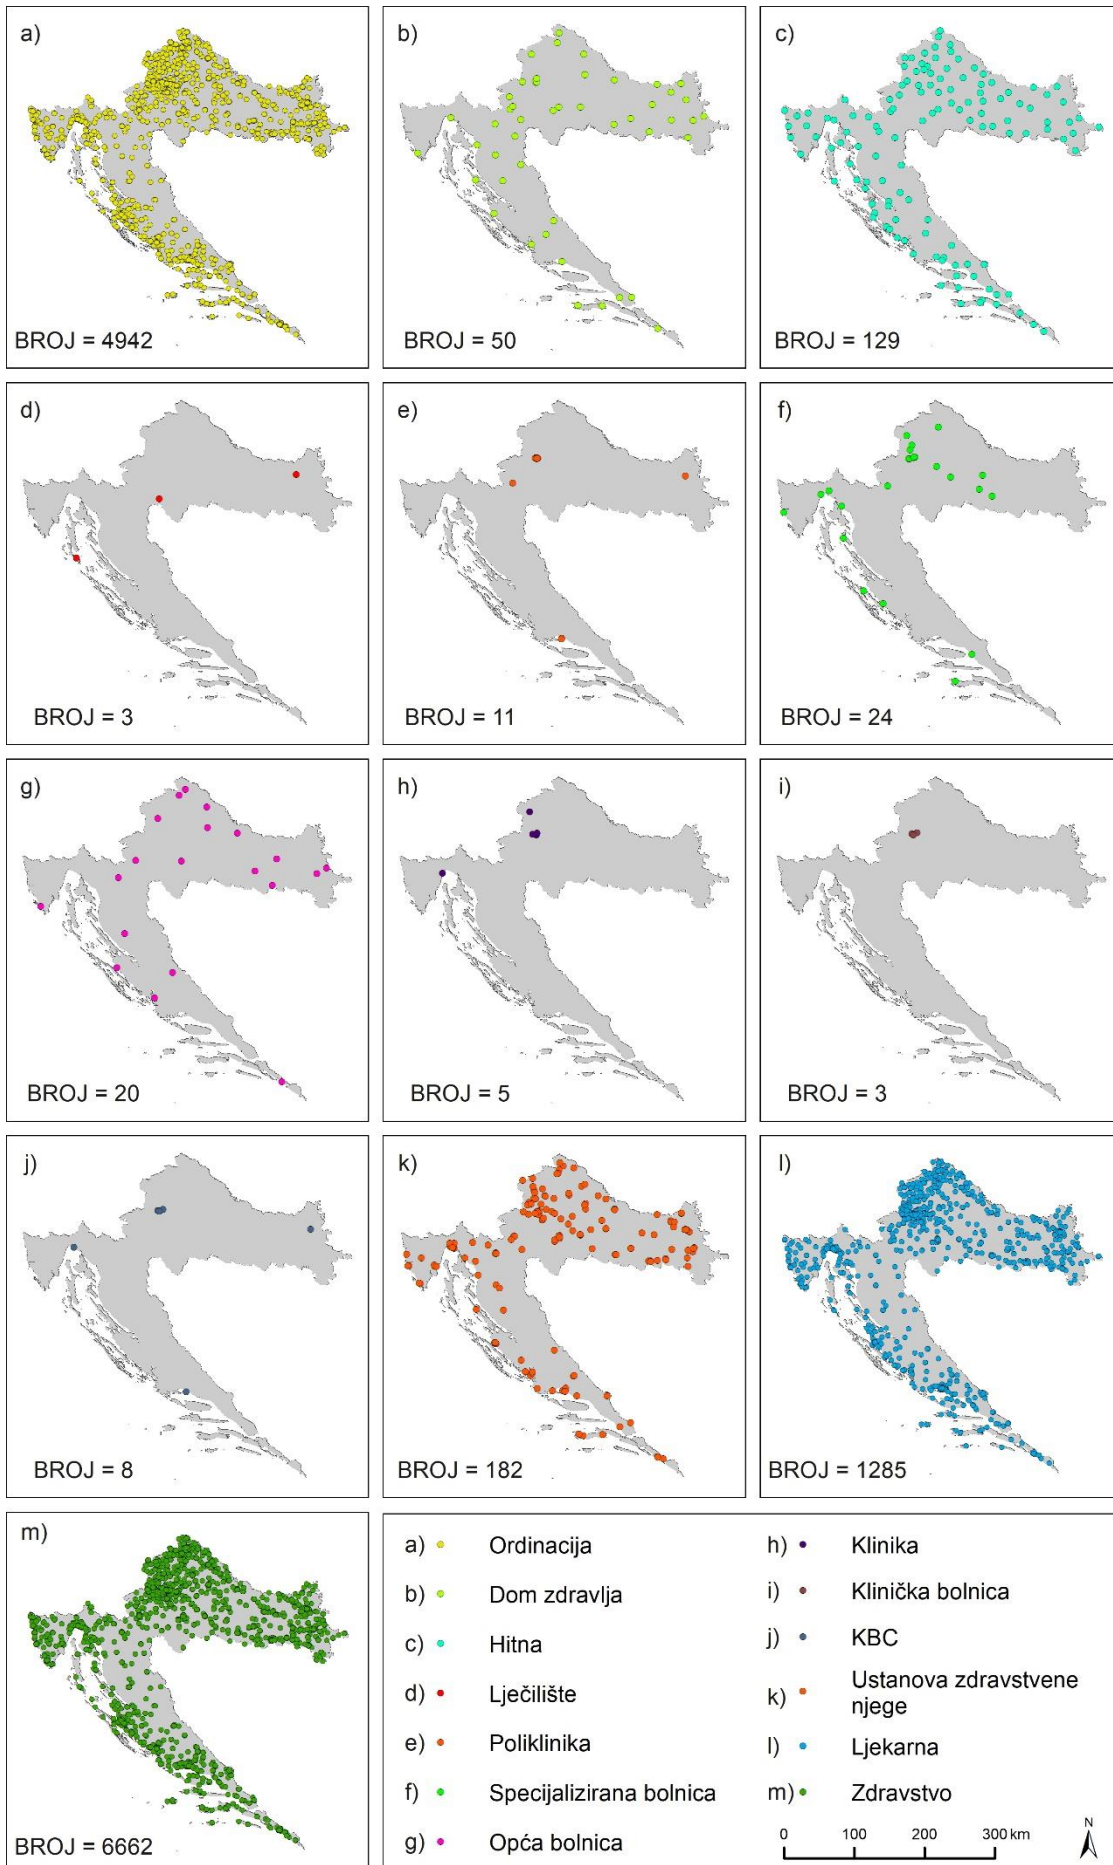 a)
BROJ = 4942
b)
BROJ = 50
c)
BROJ = 129
d)
BROJ = 3
e)
BROJ = 11
f)
BROJ = 24
g)
BROJ = 20
h)
BROJ = 5
i)
BROJ = 3
j)
BROJ = 8
k)
BROJ = 182
l)
BROJ = 1285
m)
BROJ = 6662
a) Ordinacija
b) Dom zdravlja
c) Hitna
d) Lječilište
e) Poliklinika
f) Specijalizirana bolnica
g) Opća bolnica
h) Klinika
i) Klinička bolnica
j) KBC
k) Ustanova zdravstvene
njege
l) Ljekarna
m) Zdravstvo
0 100 200 300 km
N